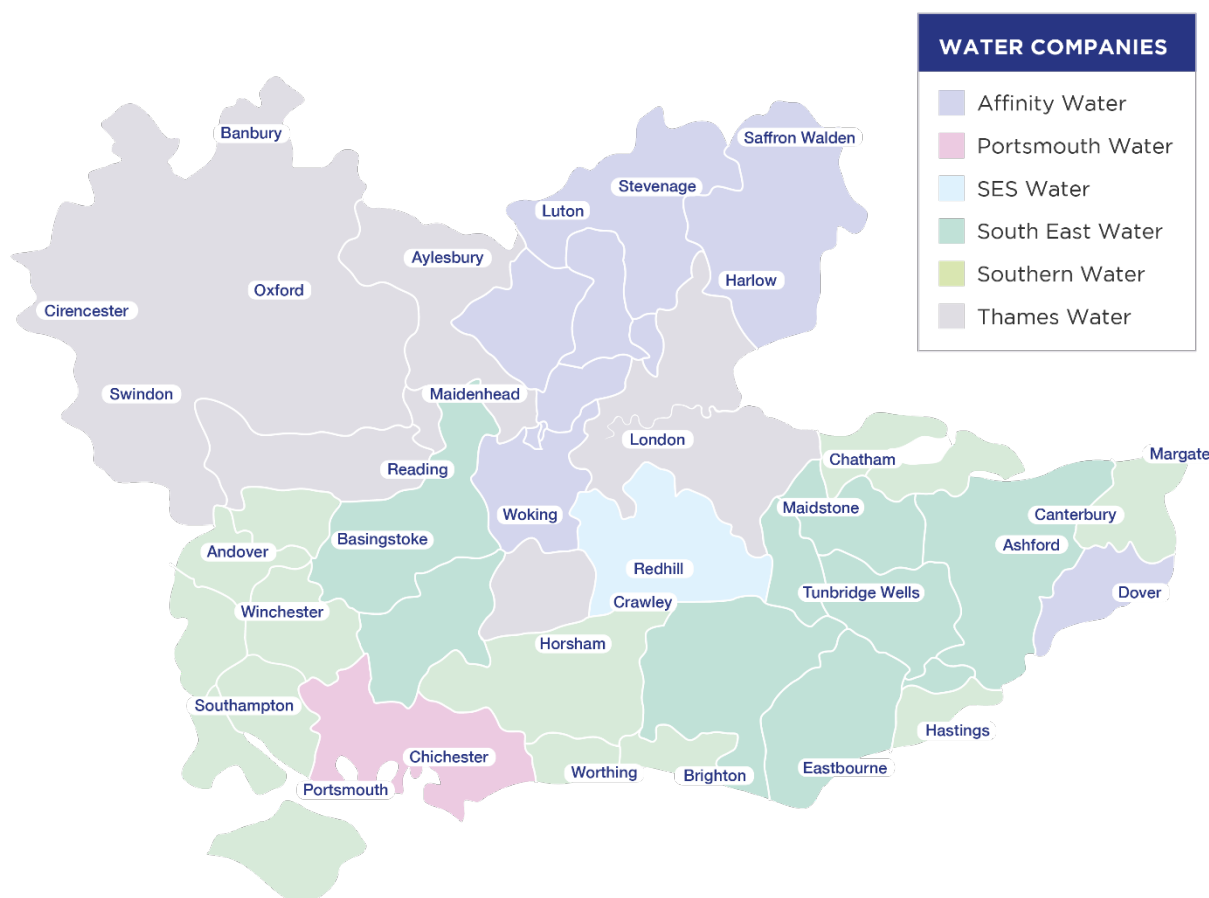 WATER COMPANIES
Affinity Water
Portsmouth Water
SES Water
South East Water
Southern Water
Thames Water
Banbury
Saffron Walden
Stevenage
Luton
Aylesbury
Harlow
Oxford
Cirencester
Swindon
Maidenhead
London
Reading
Chatham
Margate
Maidstone
Woking
Canterbury
Basingstoke
Ashford
Andover
Redhill
Tunbridge Wells
Dover
Crawley
Winchester
Horsham
Southampton
Hastings
Chichester
Eastbourne
Worthing
Brighton
Portsmouth